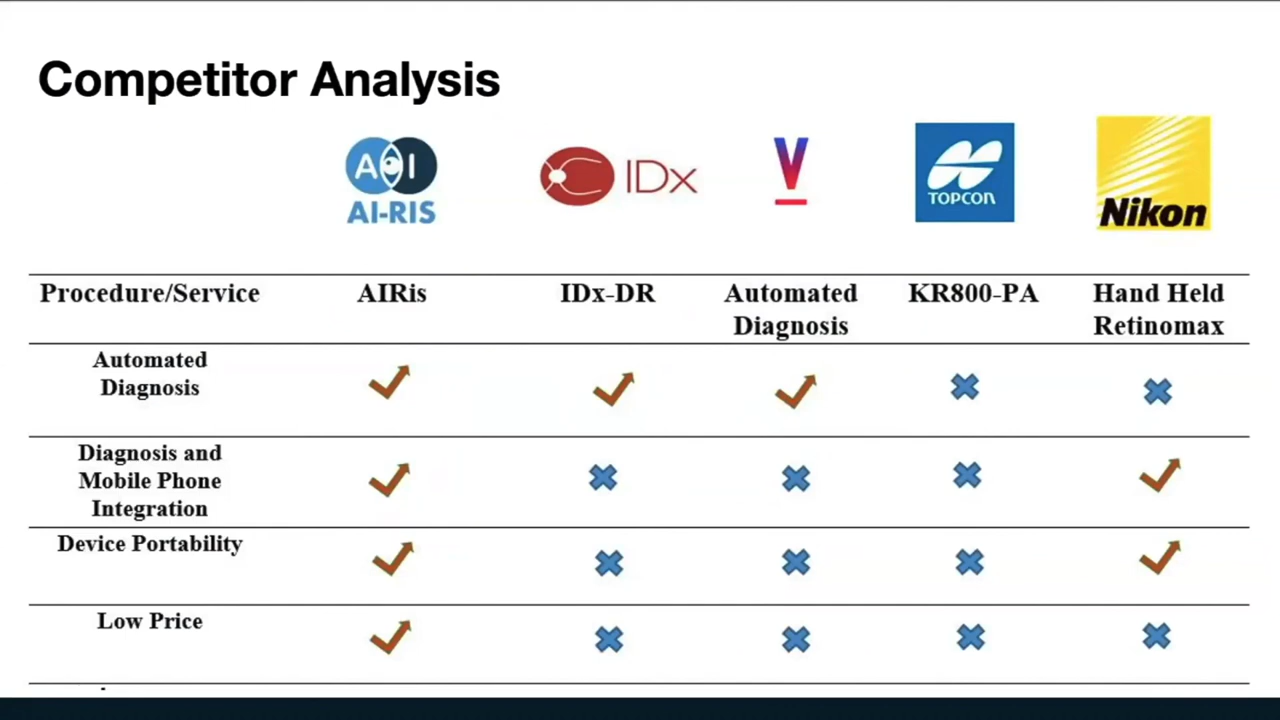 Competitor Analysis
AI
AI-RIS
IDx
V
TOPCON
Nikon
Procedure/Service AIRis IDx-DR Automated Diagnosis KR800-PA Hand Held Retinomax
Automated
Diagnosis
Diagnosis and
Mobile Phone
Integration
Device Portability
Low Price